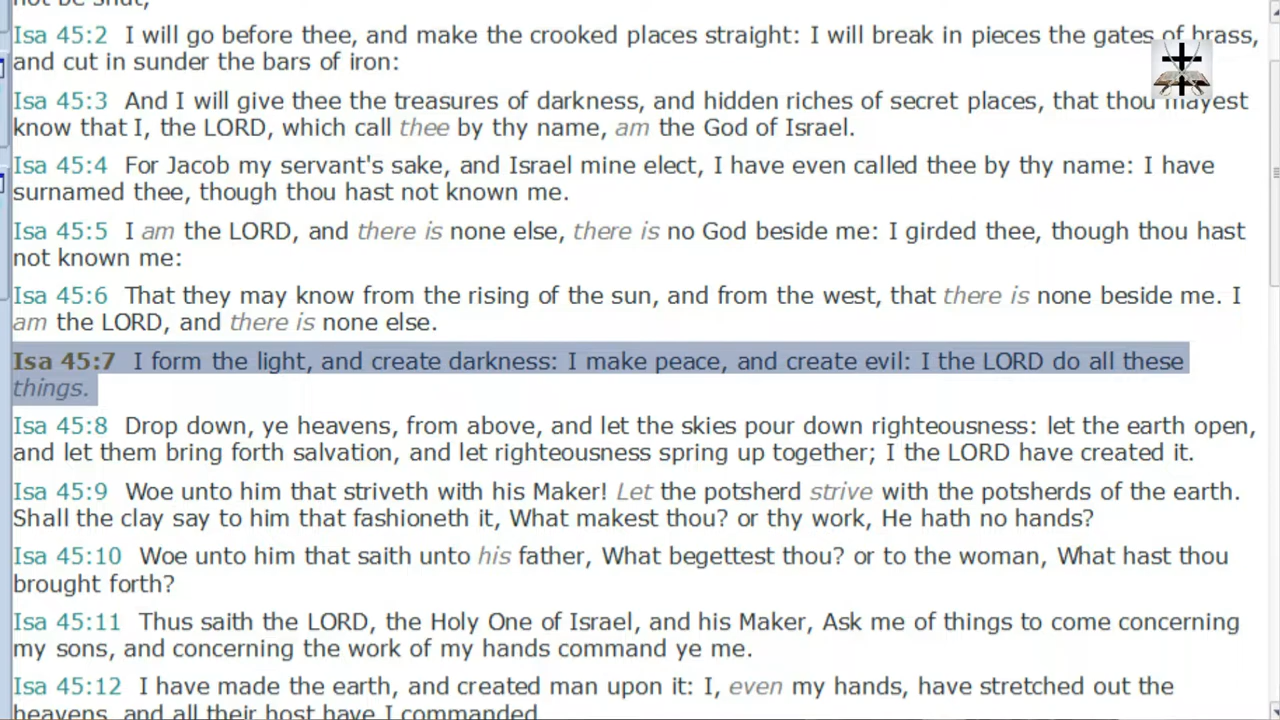 not be shut;
Isa 45:2 I will go before thee, and make the crooked places straight: I will break in pieces the gates of brass,
and cut in sunder the bars of iron:
Isa 45:3 And I will give thee the treasures of darkness, and hidden riches of secret places, that thou mayest
know that I, the LORD, which call thee by thy name, am the God of Israel.
Isa 45:4 For Jacob my servant's sake, and Israel mine elect, I have even called thee by thy name: I have
surnamed thee, though thou hast not known me.
Isa 45:5 I am the LORD, and there is none else, there is no God beside me: I girded thee, though thou hast
not known me:
Isa 45:6 That they may know from the rising of the sun, and from the west, that there is none beside me. I
am the LORD, and there is none else.
Isa 45:7 I form the light, and create darkness: I make peace, and create evil: I the LORD do all these
things.
Isa 45:8 Drop down, ye heavens, from above, and let the skies pour down righteousness: let the earth open,
and let them bring forth salvation, and let righteousness spring up together; I the LORD have created it.
Isa 45:9 Woe unto him that striveth with his Maker! Let the potsherd strive with the potsherds of the earth.
Shall the clay say to him that fashioneth it, What makest thou? or thy work, He hath no hands?
Isa 45:10 Woe unto him that saith unto his father, What begettest thou? or to the woman, What hast thou
brought forth?
Isa 45:11 Thus saith the LORD, the Holy One of Israel, and his Maker, Ask me of things to come concerning
my sons, and concerning the work of my hands command ye me.
Isa 45:12 I have made the earth, and created man upon it: I, even my hands, have stretched out the
heavens, and all their host have I commanded.